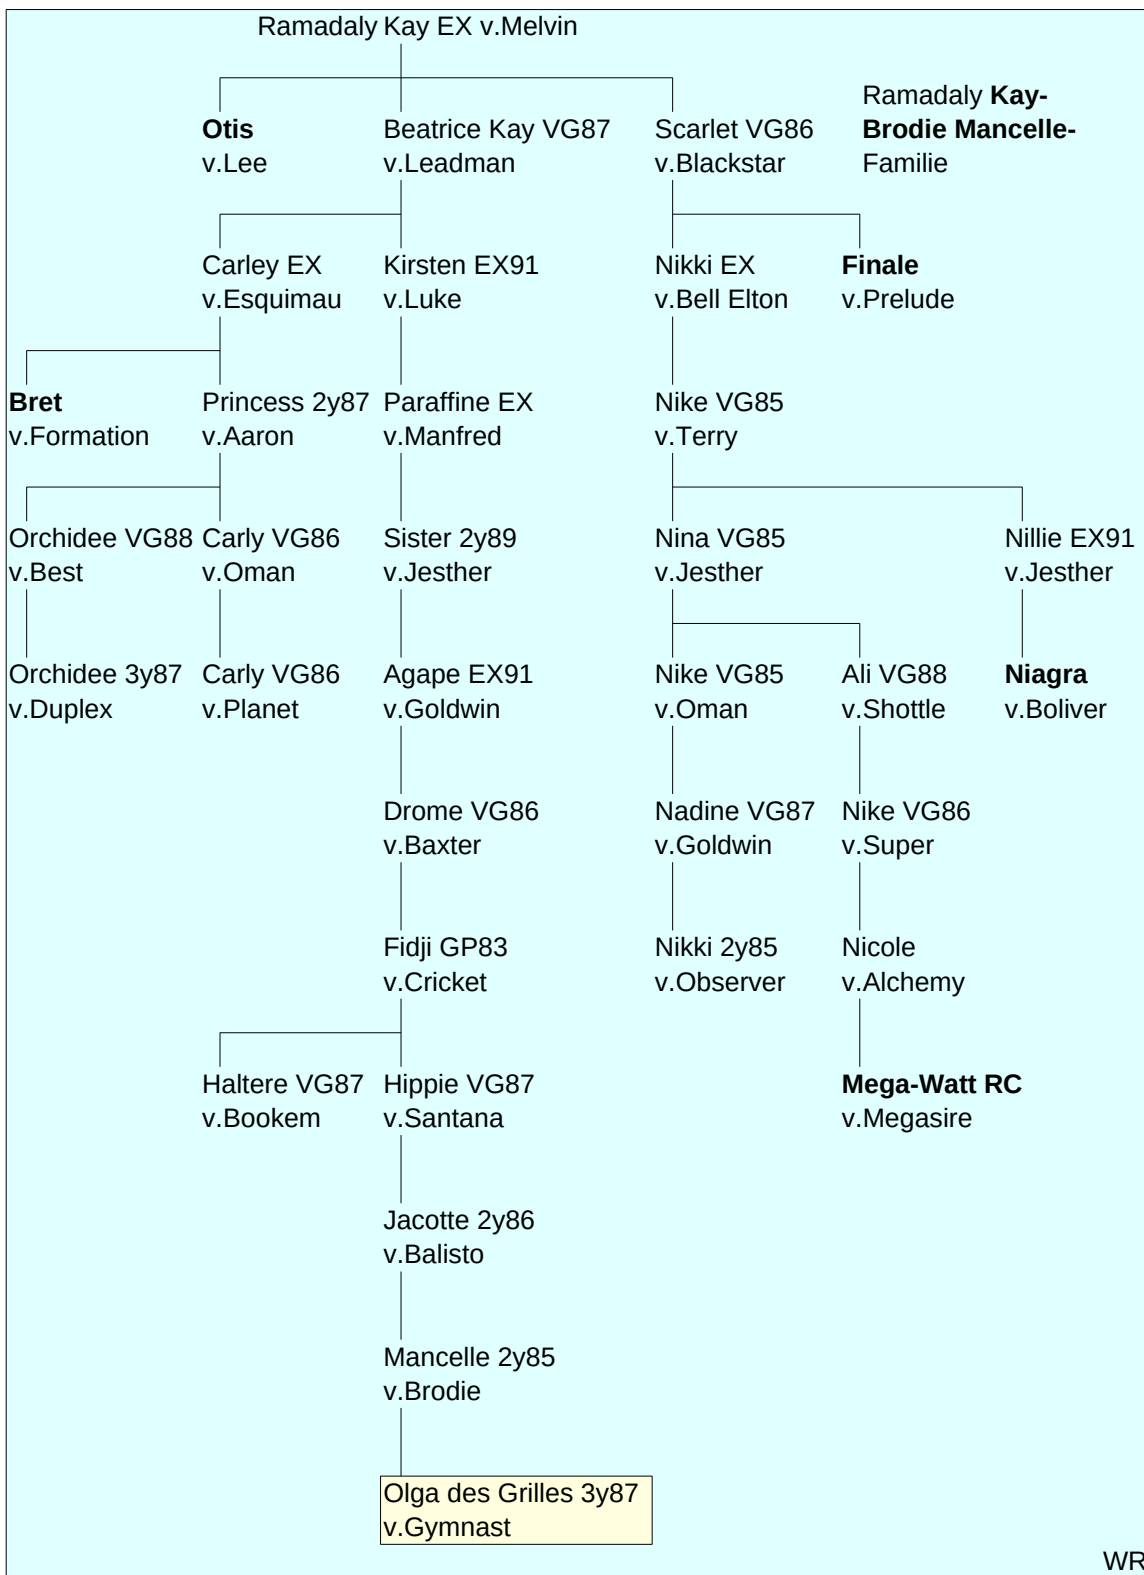 Ramadaly Kay EX v.Melvin
Ramadaly Kay-
Brodie Mancelle-
Familie
Otis
v.Lee
Beatrice Kay VG87
v.Leadman
Scarlet VG86
v.Blackstar
Carley EX
v.Esquimau
Kirsten EX91
v.Luke
Nikki EX
v.Bell Elton
Finale
v.Prelude
Bret
v.Formation
Princess 2y87
v.Aaron
Paraffine EX
v.Manfred
Nike VG85
v.Terry
Orchidee VG88
v.Best
Carly VG86
v.Oman
Sister 2y89
v.Jesther
Nina VG85
v.Jesther
Nillie EX91
v.Jesther
Orchidee 3y87
v.Duplex
Carly VG86
v.Planet
Agape EX91
v.Goldwin
Nike VG85
v.Oman
Ali VG88
v.Shottle
Niagra
v.Boliver
Drome VG86
v.Baxter
Nadine VG87
v.Goldwin
Nike VG86
v.Super
Fidji GP83
v.Cricket
Nikki 2y85
v.Observer
Nicole
v.Alchemy
Haltere VG87
v.Bookem
Hippie VG87
v.Santana
Mega-Watt RC
v.Megasire
Jacotte 2y86
v.Balisto
Mancelle 2y85
v.Brodie
Olga des Grilles 3y87
v.Gymnast
WR